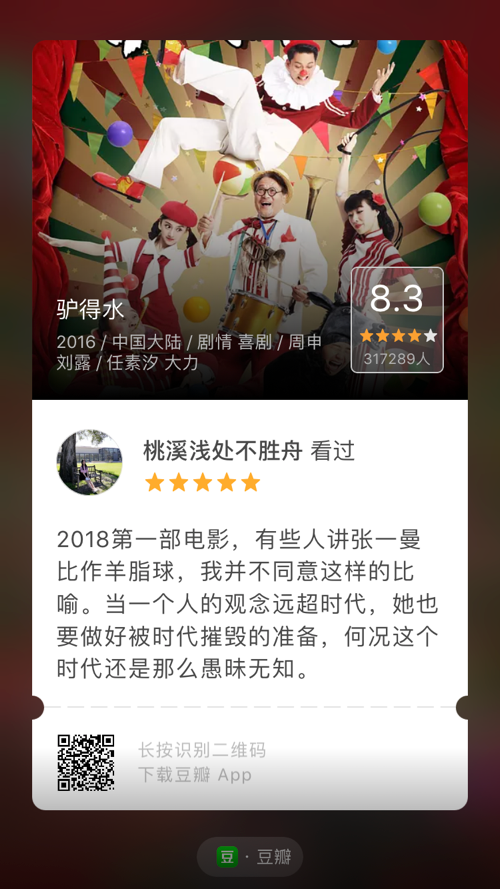 驴得水
2016 / 中国大陆 / 剧情 喜剧 / 周申
刘露 / 任素汐 大力
8.3
317289人
桃溪浅处不胜舟 看过
2018第一部电影，有些人讲张一曼
比作羊脂球，我并不同意这样的比
喻。当一个人的观念远超时代，她也
要做好被时代摧毁的准备，何况这个
时代还是那么愚昧无知。
长按识别二维码
下载豆瓣 App
豆 · 豆瓣